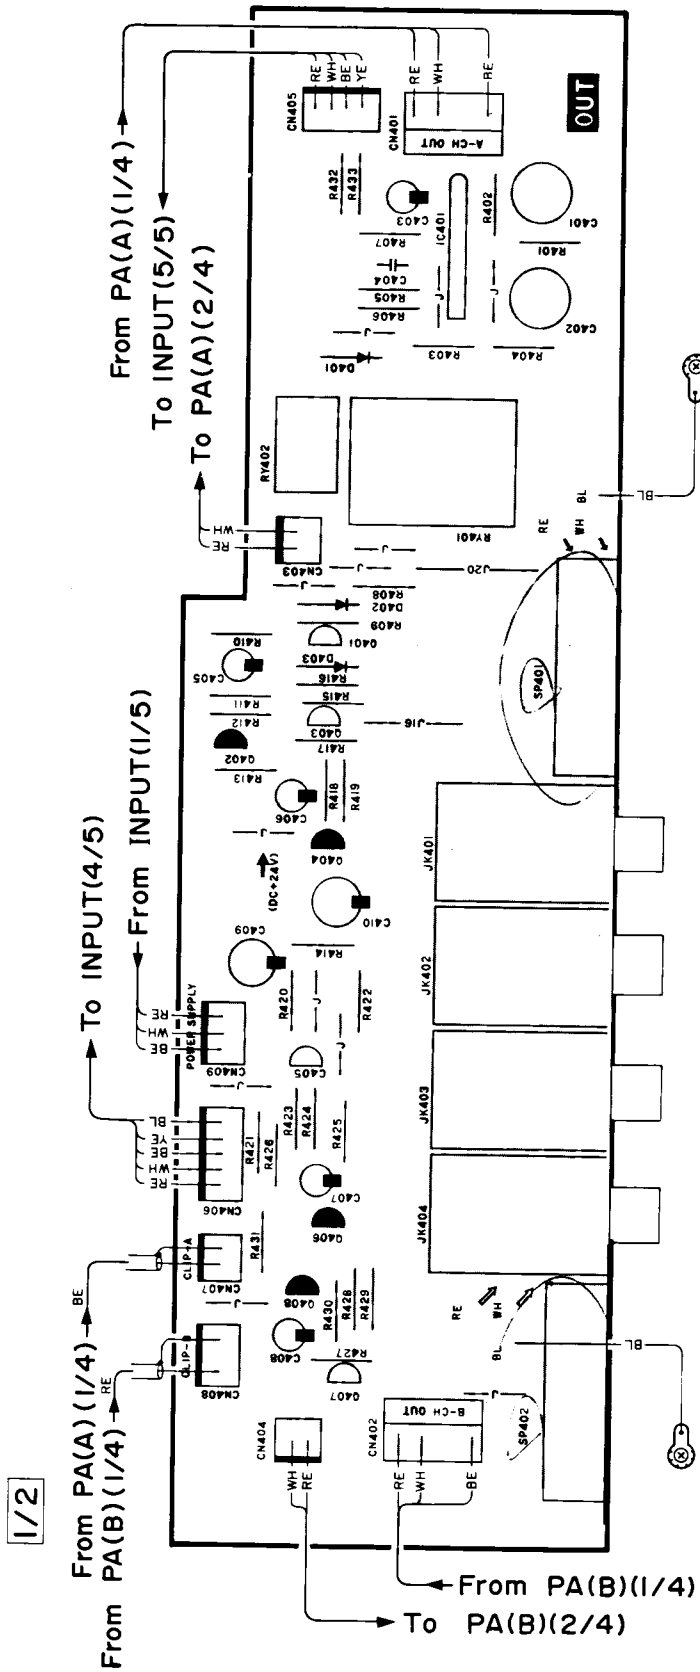 1/2
From PA(A)(1/4)
To INPUT(5/5)
To PA(A)(2/4)
From INPUT(1/5)
To INPUT(4/5)
From PA(A)(1/4)
From PA(B)(1/4)
From PA(B)(1/4)
To PA(B)(2/4)
OUT
RE
WH
BE
YE
CN405
RE
WH
BE
CN401
A-CH OUT
R432
R433
C403
R407
IC401
R402
C401
R401
C404
R405
R406
J
J
J
C402
R403
R404
D401
RY402
RY401
WH
RE
CN403
J
J
J
J20
R408
D402
R409
Q401
D403
R416
R415
Q403
R417
J16
R410
C405
R411
R412
Q402
R413
C406
R418
R419
J
Q404
(DC+24V)
C410
C409
R414
R420
J
R422
J
C405
RE
WH
BE
POWER SUPPLY
CN409
J
BL
YE
BE
WH
RE
CN406
R421
R426
R423
R424
R425
C407
Q406
BE
CLIP-A
CN407
R431
J
RE
CLIP-B
CN408
Q408
C408
R430
R428
R429
R427
Q407
CN404
WH
RE
CN402
B-CH OUT
RE
WH
BE
J
SP402
RE
WH
BL
BL
JK404
JK403
JK402
JK401
SP401
RE
WH
BL
BL